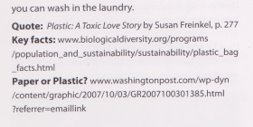 you can wash in the laundry.
Quote: Plastic: A Toxic Love Story by Susan Freinkel, p. 277
Key facts: www.biologicaldiversity.org/programs
/population_and_sustainability/sustainability/plastic_bag
_facts.html
Paper or Plastic? www.washingtonpost.com/wp-dyn
/content/graphic/2007/10/03/GR2007100301385.html
?referrer=emaillink